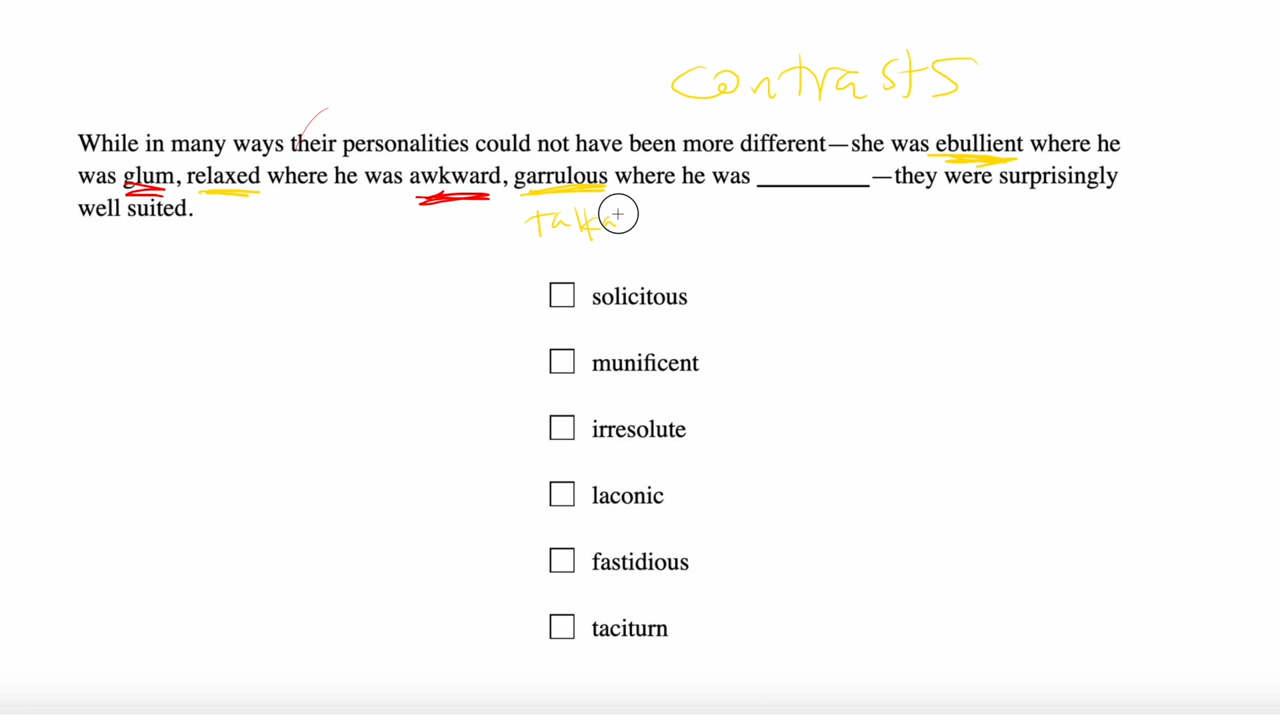 contrasts
While in many ways their personalities could not have been more different—she was ebullient where he
was glum, relaxed where he was awkward, garrulous where he was __________—they were surprisingly
well suited.
talka
solicitous
munificent
irresolute
laconic
fastidious
taciturn